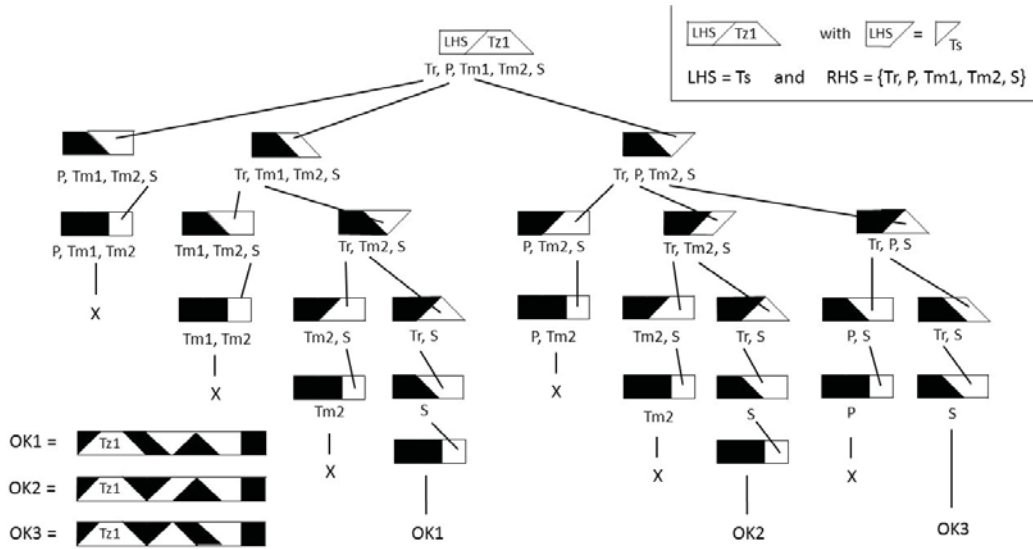 LHS Tz1
Tr, P, Tm1, Tm2, S
LHS Tz1 with LHS = Ts
LHS = Ts and RHS = {Tr, P, Tm1, Tm2, S}
P, Tm1, Tm2, S
Tr, Tm1, Tm2, S
Tr, P, Tm2, S
P, Tm1, Tm2
Tm1, Tm2, S
Tr, Tm2, S
P, Tm2, S
Tr, Tm2, S
Tr, P, S
X
Tm1, Tm2
Tm2, S
Tr, S
P, Tm2
Tm2, S
Tr, S
P, S
Tr, S
X
Tm2
S
X
Tm2
S
P
S
X
X
X
OK1 = Tz1
OK2 = Tz1
OK3 = Tz1
OK1
OK2
OK3